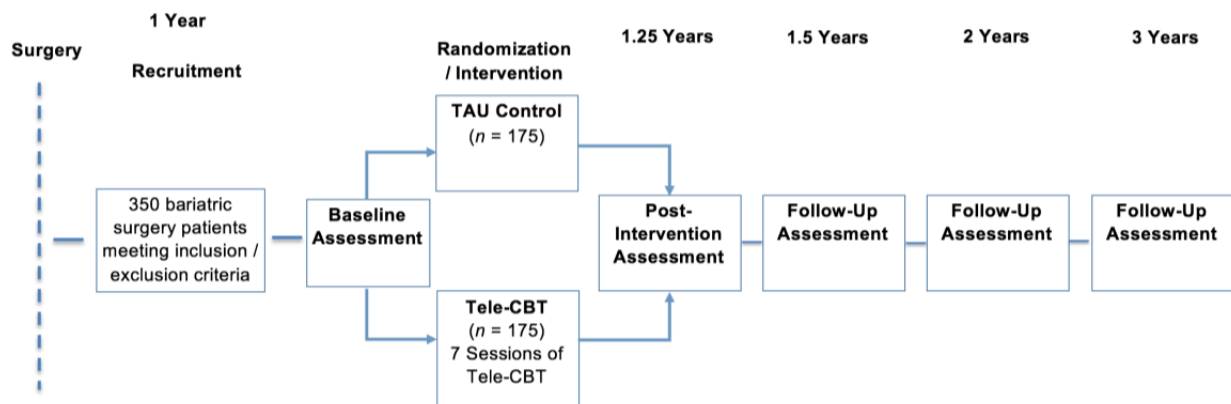 Surgery
1 Year
Recruitment
Randomization
/ Intervention
1.25 Years
1.5 Years
2 Years
3 Years
350 bariatric
surgery patients
meeting inclusion /
exclusion criteria
Baseline
Assessment
TAU Control
(n = 175)
Tele-CBT
(n = 175)
7 Sessions of
Tele-CBT
Post-
Intervention
Assessment
Follow-Up
Assessment
Follow-Up
Assessment
Follow-Up
Assessment